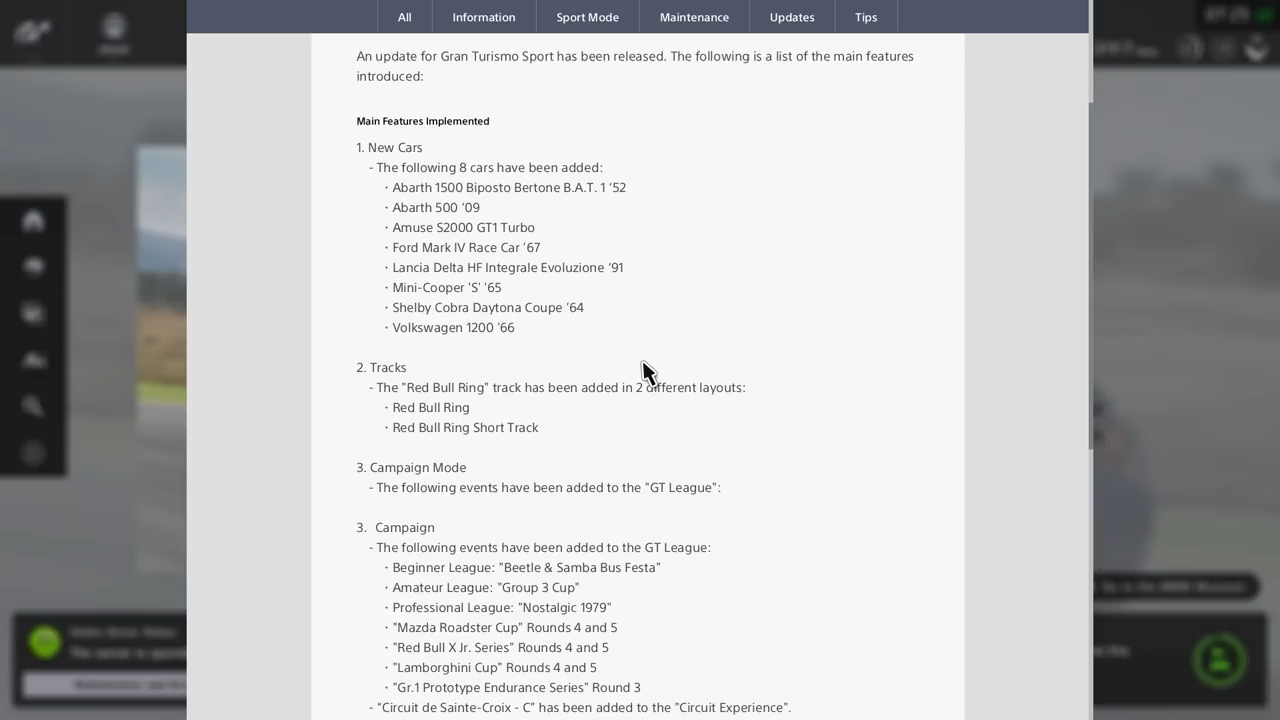 All
Information
Sport Mode
Maintenance
Updates
Tips
An update for Gran Turismo Sport has been released. The following is a list of the main features
introduced:
Main Features Implemented
1. New Cars
- The following 8 cars have been added:
· Abarth 1500 Biposto Bertone B.A.T. 1 '52
· Abarth 500 '09
· Amuse S2000 GT1 Turbo
· Ford Mark IV Race Car '67
· Lancia Delta HF Integrale Evoluzione '91
· Mini-Cooper 'S' '65
· Shelby Cobra Daytona Coupe '64
· Volkswagen 1200 '66
2. Tracks
- The "Red Bull Ring" track has been added in 2 different layouts:
· Red Bull Ring
· Red Bull Ring Short Track
3. Campaign Mode
- The following events have been added to the "GT League":
3. Campaign
- The following events have been added to the GT League:
· Beginner League: "Beetle & Samba Bus Festa"
· Amateur League: "Group 3 Cup"
· Professional League: "Nostalgic 1979"
· "Mazda Roadster Cup" Rounds 4 and 5
· "Red Bull X Jr. Series" Rounds 4 and 5
· "Lamborghini Cup" Rounds 4 and 5
· "Gr.1 Prototype Endurance Series" Round 3
- "Circuit de Sainte-Croix - C" has been added to the "Circuit Experience".